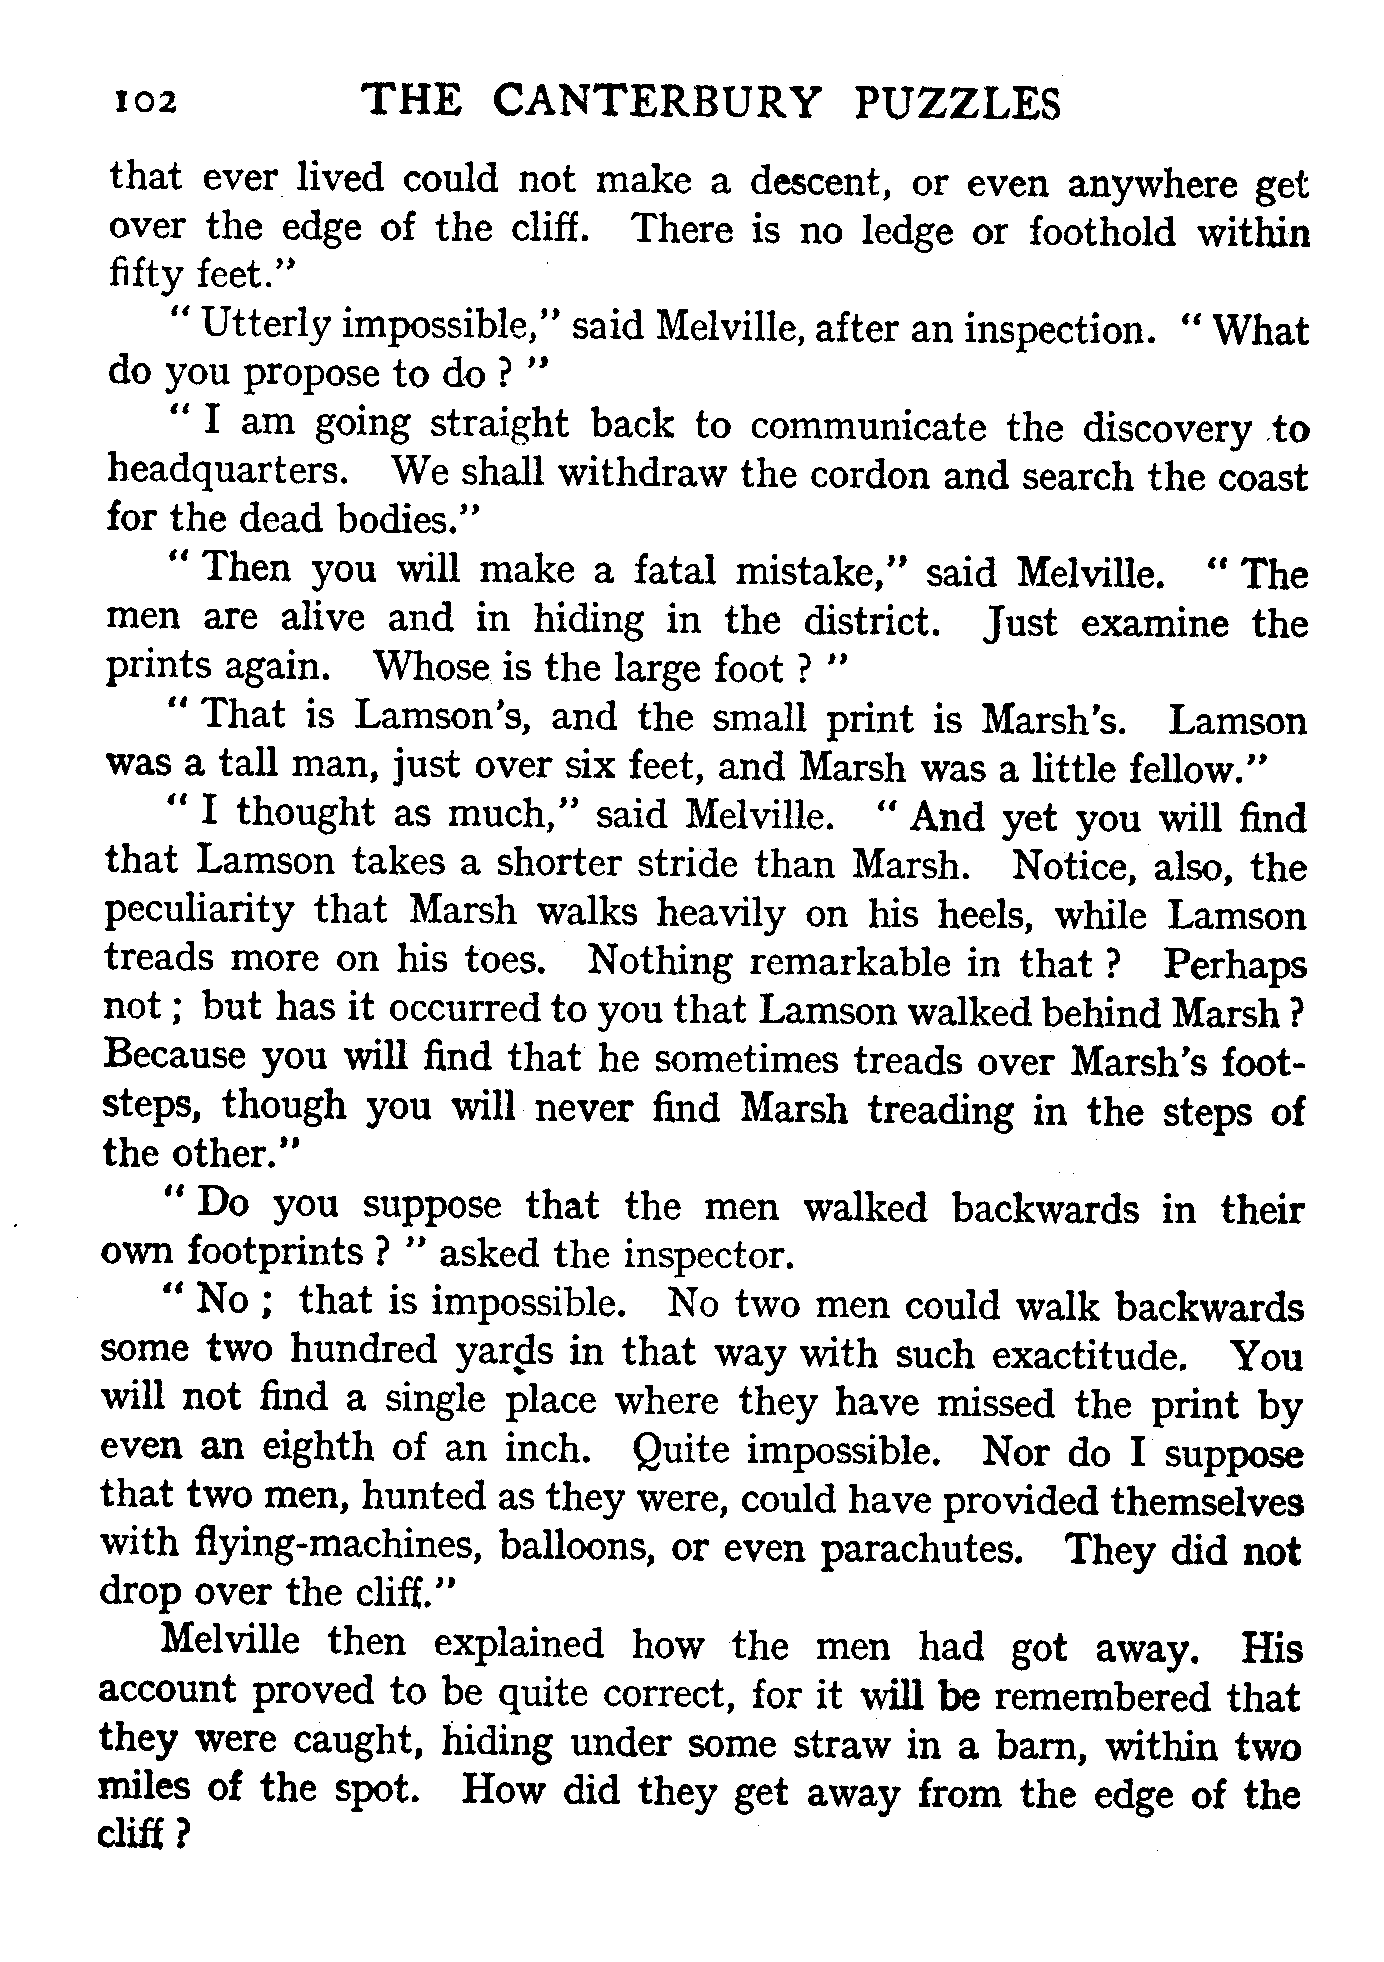 102 THE CANTERBURY PUZZLES
that ever lived could not make a descent, or even anywhere get
over the edge of the cliff. There is no ledge or foothold within
fifty feet."
" Utterly impossible," said Melville, after an inspection. " What
do you propose to do ? "
" I am going straight back to communicate the discovery to
headquarters. We shall withdraw the cordon and search the coast
for the dead bodies."
" Then you will make a fatal mistake," said Melville. " The
men are alive and in hiding in the district. Just examine the
prints again. Whose is the large foot ? "
" That is Lamson's, and the small print is Marsh's. Lamson
was a tall man, just over six feet, and Marsh was a little fellow."
" I thought as much," said Melville. " And yet you will find
that Lamson takes a shorter stride than Marsh. Notice, also, the
peculiarity that Marsh walks heavily on his heels, while Lamson
treads more on his toes. Nothing remarkable in that ? Perhaps
not ; but has it occurred to you that Lamson walked behind Marsh ?
Because you will find that he sometimes treads over Marsh's foot-
steps, though you will never find Marsh treading in the steps of
the other."
" Do you suppose that the men walked backwards in their
own footprints ? " asked the inspector.
" No ; that is impossible. No two men could walk backwards
some two hundred yards in that way with such exactitude. You
will not find a single place where they have missed the print by
even an eighth of an inch. Quite impossible. Nor do I suppose
that two men, hunted as they were, could have provided themselves
with flying-machines, balloons, or even parachutes. They did not
drop over the cliff."
Melville then explained how the men had got away. His
account proved to be quite correct, for it will be remembered that
they were caught, hiding under some straw in a barn, within two
miles of the spot. How did they get away from the edge of the
cliff ?